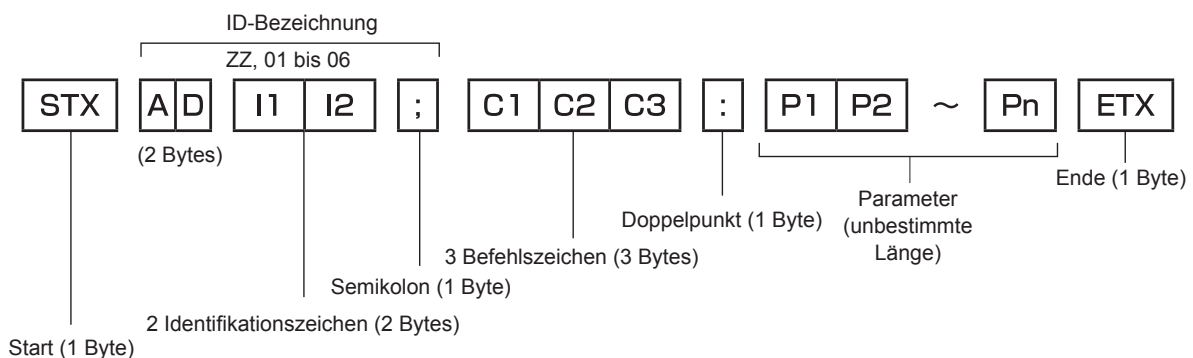 ID-Bezeichnung
ZZ, 01 bis 06
STX A D I1 I2 ; C1 C2 C3 : P1 P2 ～ Pn ETX
(2 Bytes)
Ende (1 Byte)
Parameter
(unbestimmte
Länge)
Doppelpunkt (1 Byte)
3 Befehlszeichen (3 Bytes)
Semikolon (1 Byte)
2 Identifikationszeichen (2 Bytes)
Start (1 Byte)